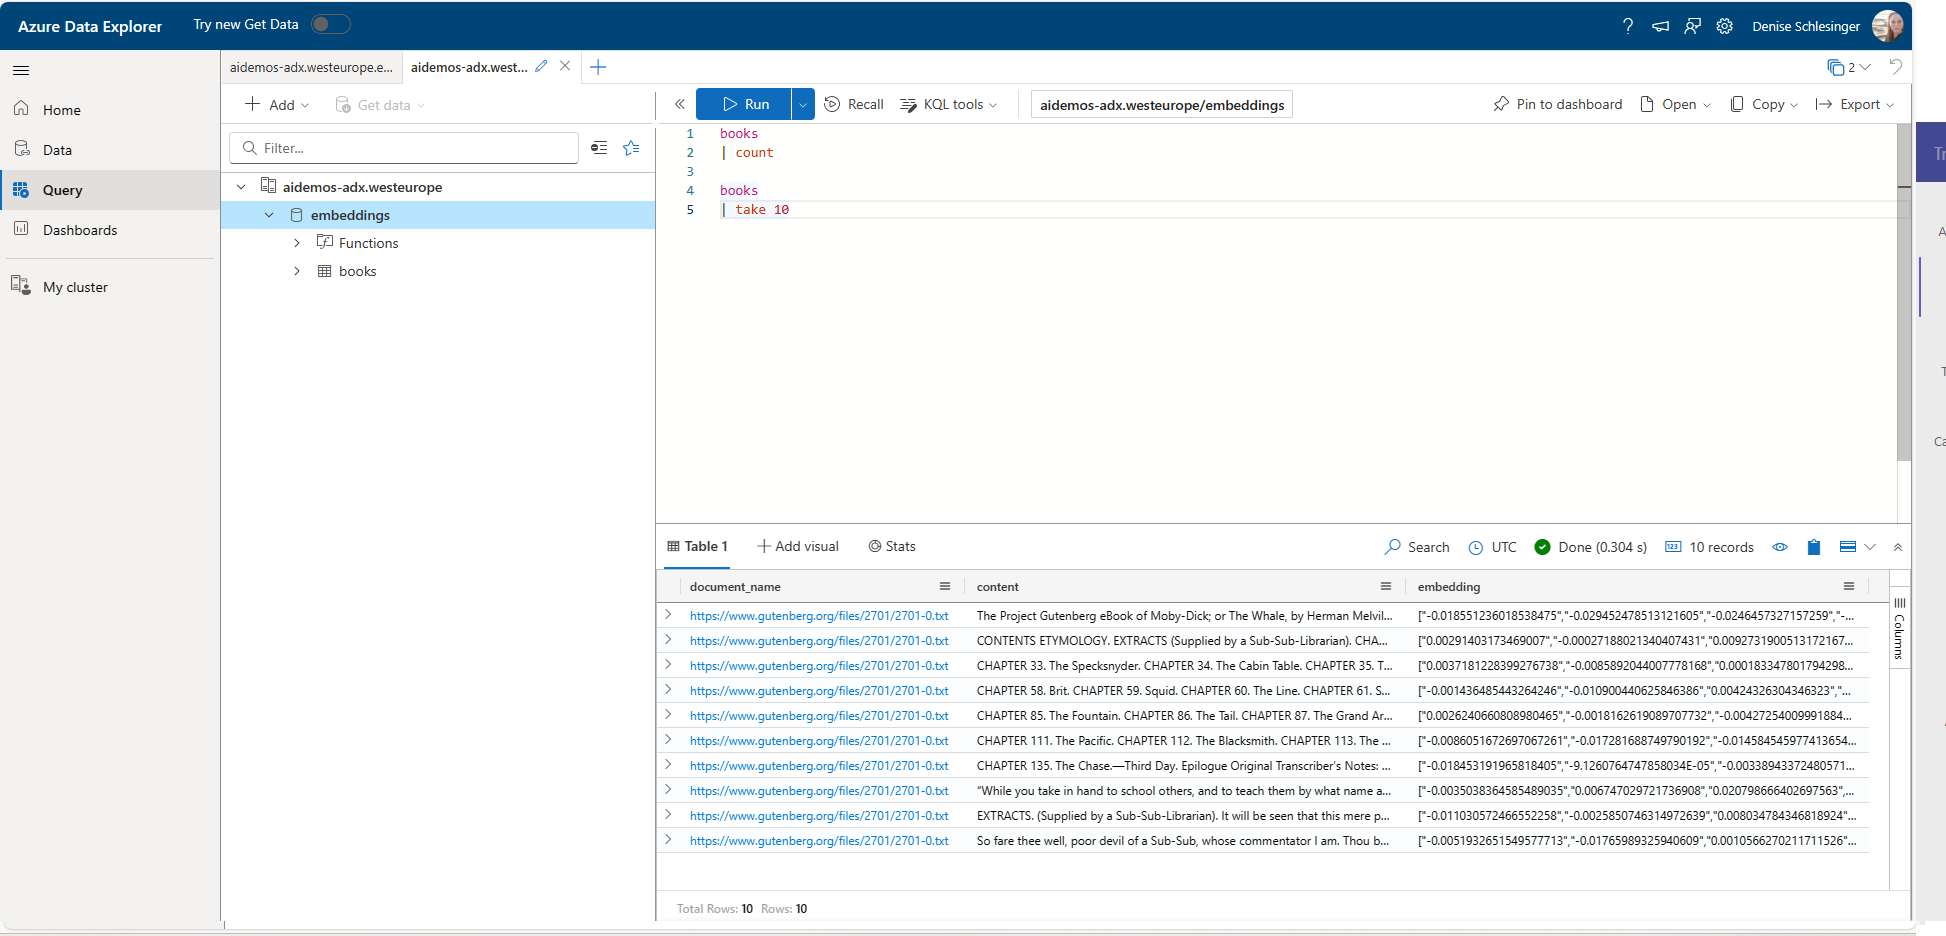 Azure Data Explorer Try new Get Data Denise Schlesinger
aidemos-adx.westeurope.e... aidemos-adx.west... 2
Home
Data
Query
Dashboards
My cluster
Add Get data
Filter...
aidemos-adx.westeurope
embeddings
Functions
books
Run Recall KQL tools aidemos-adx.westeurope/embeddings Pin to dashboard Open Copy Export
1 books
2 | count
3
4 books
5 | take 10
Table 1 Add visual Stats Search UTC Done (0.304 s) 10 records
document_name content embedding
https://www.gutenberg.org/files/2701/2701-0.txt The Project Gutenberg eBook of Moby-Dick; or The Whale, by Herman Melvil... ["-0.018551236018538475","-0.029452478513121605","-0.0246457327157259","-...
https://www.gutenberg.org/files/2701/2701-0.txt CONTENTS ETYMOLOGY. EXTRACTS (Supplied by a Sub-Sub-Librarian). CHA... ["0.00291403173469007","-0.00027188021340407431","0.0092731900513172167...
https://www.gutenberg.org/files/2701/2701-0.txt CHAPTER 33. The Specksnyder. CHAPTER 34. The Cabin Table. CHAPTER 35. T... ["0.0037181228399276738","-0.0085892044007778168","0.000183347801794298...
https://www.gutenberg.org/files/2701/2701-0.txt CHAPTER 58. Brit. CHAPTER 59. Squid. CHAPTER 60. The Line. CHAPTER 61. S... ["-0.001436485443264246","-0.010900440625846386","0.00424326304346323","...
https://www.gutenberg.org/files/2701/2701-0.txt CHAPTER 85. The Fountain. CHAPTER 86. The Tail. CHAPTER 87. The Grand Ar... ["0.0026240660808980465","-0.0018162619089707732","-0.00427254009991884...
https://www.gutenberg.org/files/2701/2701-0.txt CHAPTER 111. The Pacific. CHAPTER 112. The Blacksmith. CHAPTER 113. The ... ["-0.0086051672697067261","-0.017281688749790192","-0.014584545977413654...
https://www.gutenberg.org/files/2701/2701-0.txt CHAPTER 135. The Chase.—Third Day. Epilogue Original Transcriber’s Notes: ... ["-0.018453191965818405","-9.1260764747858034E-05","-0.00338943372480571...
https://www.gutenberg.org/files/2701/2701-0.txt “While you take in hand to school others, and to teach them by what name a... ["-0.0035038364585489035","0.006747029721736908","0.020798666402697563",...
https://www.gutenberg.org/files/2701/2701-0.txt EXTRACTS. (Supplied by a Sub-Sub-Librarian). It will be seen that this mere p... ["-0.011030572466552258","-0.0025850746314972639","0.008034784346818924"...
https://www.gutenberg.org/files/2701/2701-0.txt So fare thee well, poor devil of a Sub-Sub, whose commentator I am. Thou b... ["-0.0051932651549577713","-0.01765989325940609","0.0010566270211711526"...
Columns
Total Rows: 10 Rows: 10